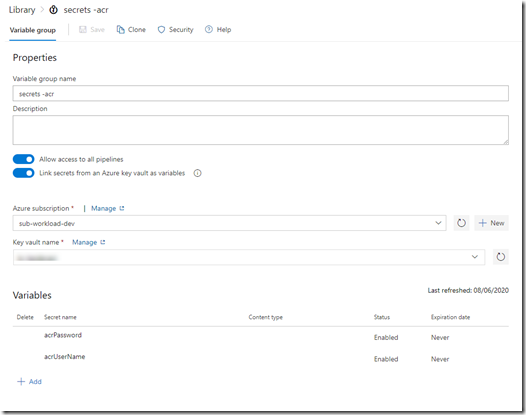 Library > secrets -acr
Variable group Save Clone Security Help
Properties
Variable group name
secrets -acr
Description
Allow access to all pipelines
Link secrets from an Azure key vault as variables
Azure subscription * | Manage
sub-workload-dev New
Key vault name * Manage
Variables Last refreshed: 08/06/2020
Delete Secret name Content type Status Expiration date
acrPassword Enabled Never
acrUserName Enabled Never
+ Add